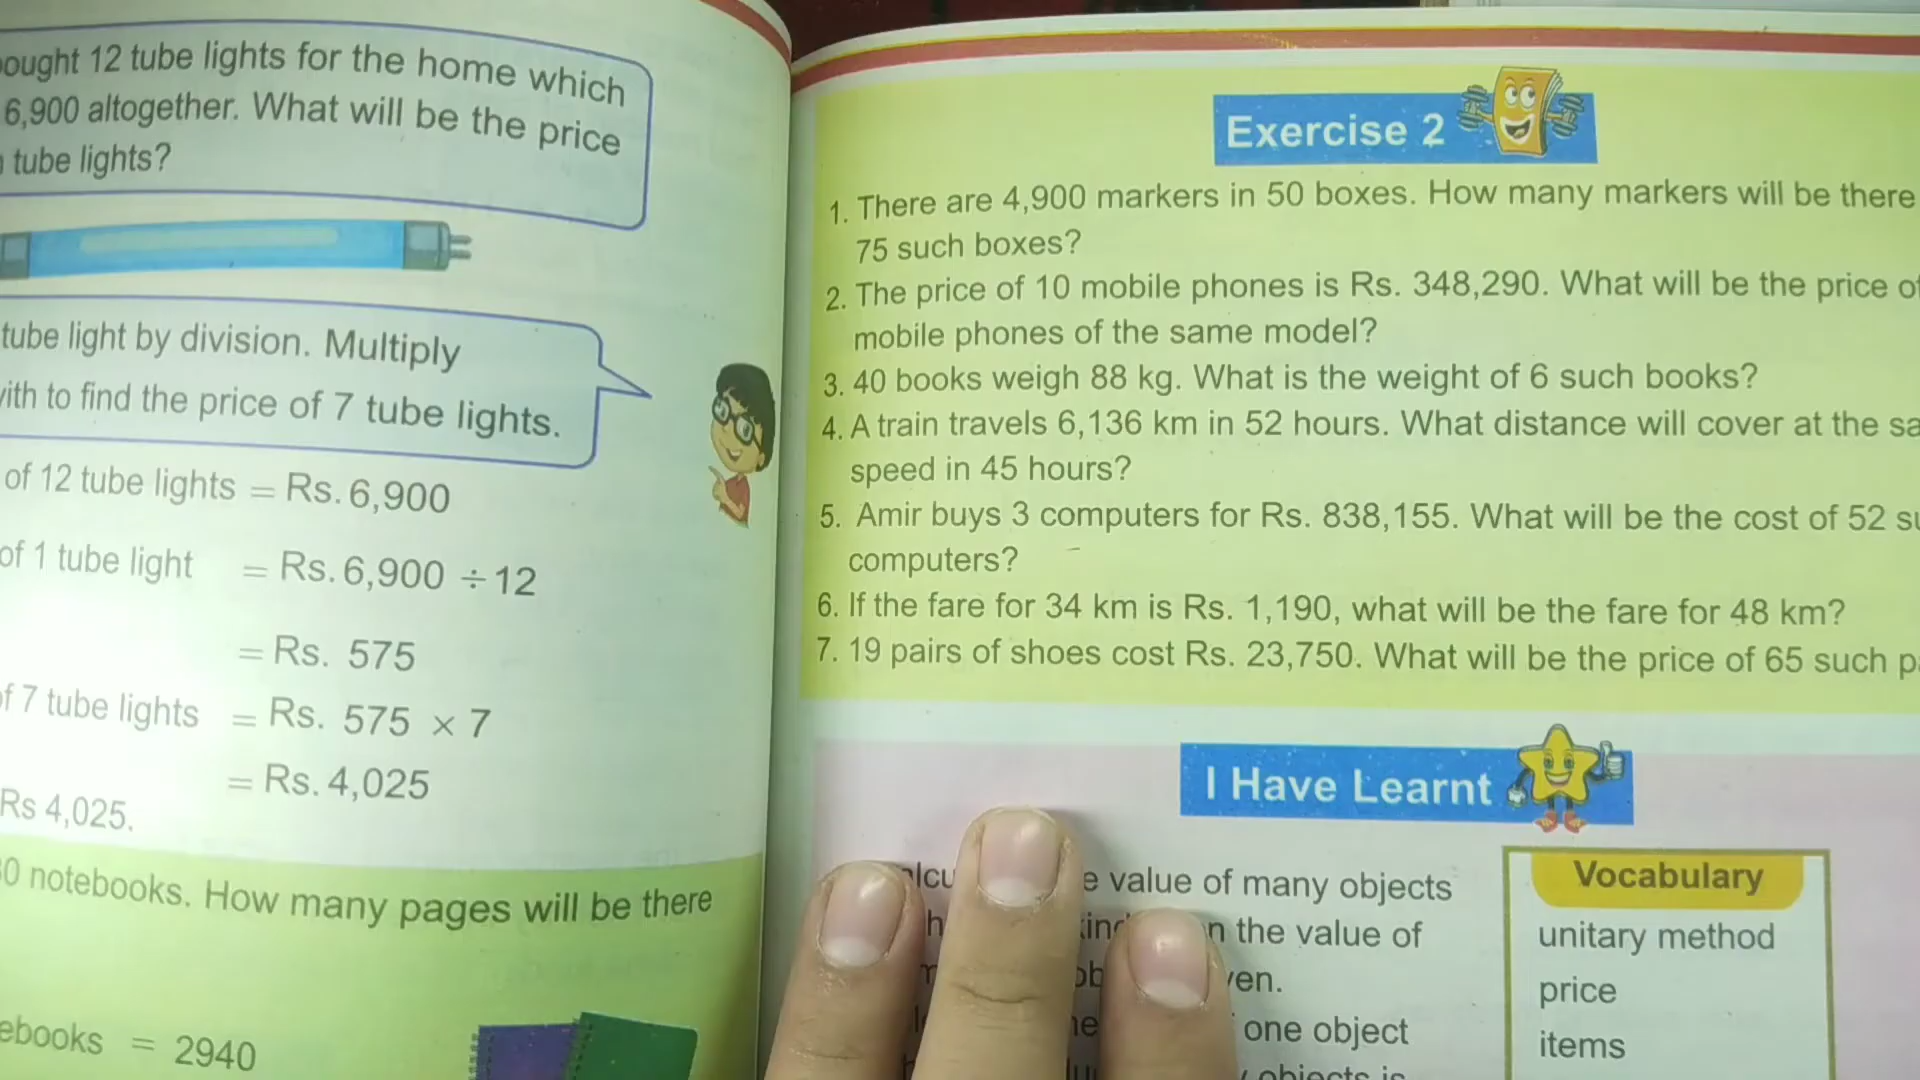 ought 12 tube lights for the home which
6,900 altogether. What will be the price
tube lights?
tube light by division. Multiply
ith to find the price of 7 tube lights.
of 12 tube lights = Rs. 6,900
of 1 tube light = Rs. 6,900 ÷ 12
= Rs. 575
of 7 tube lights = Rs. 575 × 7
= Rs. 4,025
Rs 4,025.
0 notebooks. How many pages will be there
ebooks = 2940
Exercise 2
1. There are 4,900 markers in 50 boxes. How many markers will be there
75 such boxes?
2. The price of 10 mobile phones is Rs. 348,290. What will be the price of
mobile phones of the same model?
3. 40 books weigh 88 kg. What is the weight of 6 such books?
4. A train travels 6,136 km in 52 hours. What distance will cover at the sa
speed in 45 hours?
5. Amir buys 3 computers for Rs. 838,155. What will be the cost of 52 su
computers?
6. If the fare for 34 km is Rs. 1,190, what will be the fare for 48 km?
7. 19 pairs of shoes cost Rs. 23,750. What will be the price of 65 such p
I Have Learnt
value of many objects
the value of
one object
objects is
Vocabulary
unitary method
price
items